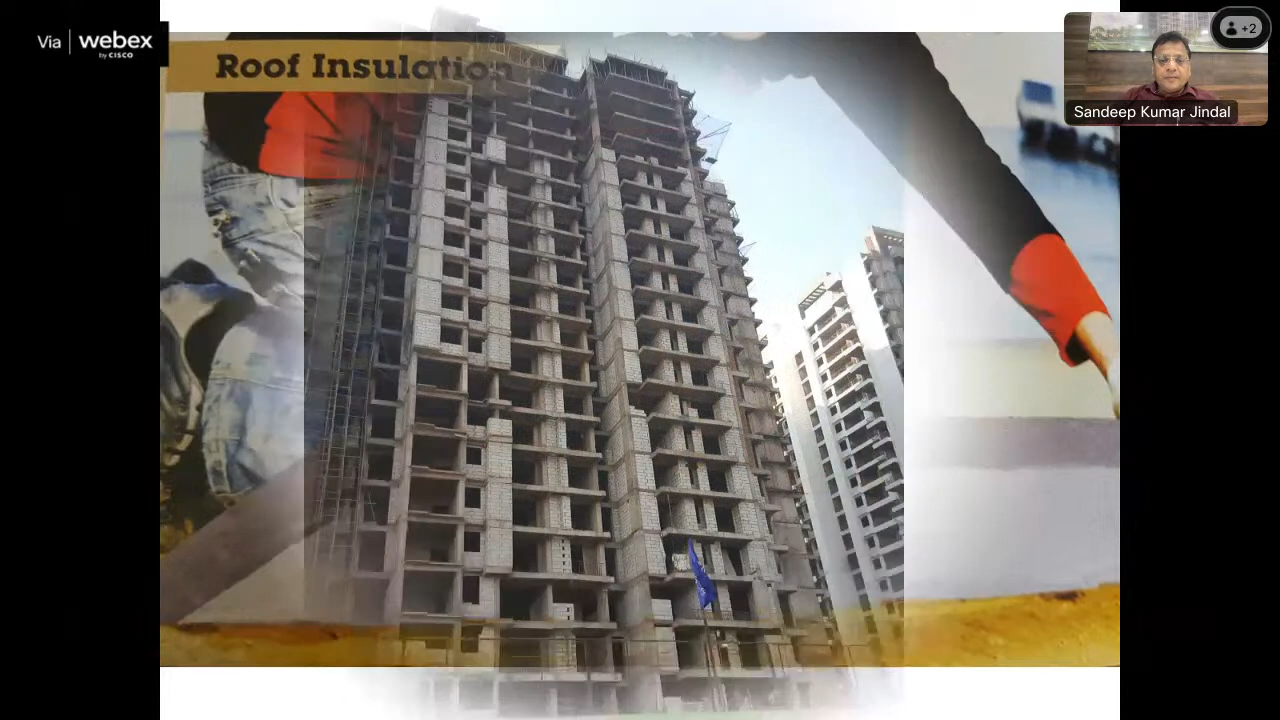 Via webex
by CISCO
Roof Insulation
+2
Sandeep Kumar Jindal